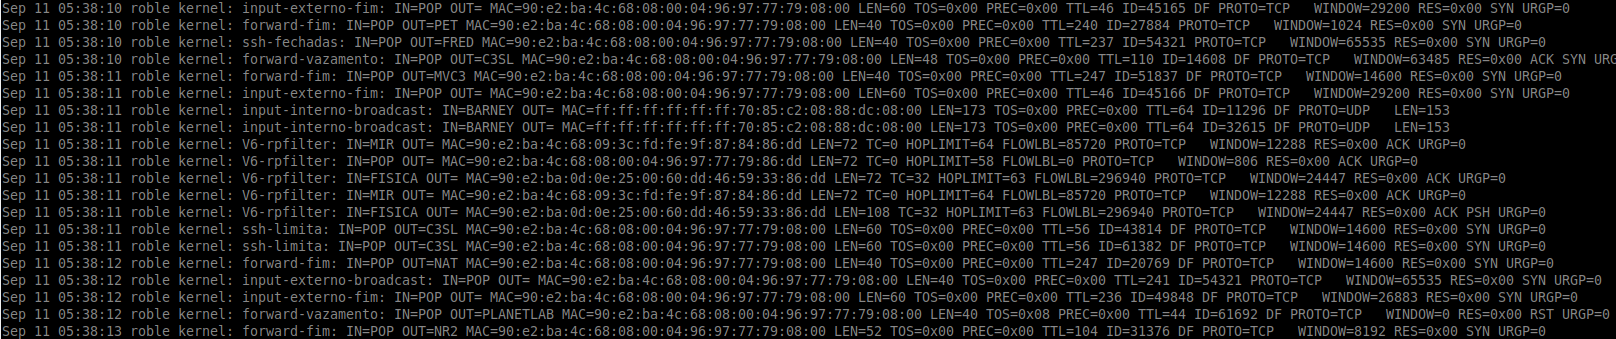 Sep 11 05:38:10 roble kernel: input-externo-fim: IN=POP OUT= MAC=90:e2:ba:4c:68:08:00:04:96:97:77:79:08:00 LEN=60 TOS=0x00 PREC=0x00 TTL=46 ID=45165 DF PROTO=TCP   WINDOW=29200 RES=0x00 SYN URGP=0
Sep 11 05:38:10 roble kernel: forward-fim: IN=POP OUT=PET MAC=90:e2:ba:4c:68:08:00:04:96:97:77:79:08:00 LEN=40 TOS=0x00 PREC=0x00 TTL=240 ID=27884 PROTO=TCP   WINDOW=1024 RES=0x00 SYN URGP=0
Sep 11 05:38:10 roble kernel: ssh-fechadas: IN=POP OUT=FRED MAC=90:e2:ba:4c:68:08:00:04:96:97:77:79:08:00 LEN=40 TOS=0x00 PREC=0x00 TTL=237 ID=54321 PROTO=TCP   WINDOW=65535 RES=0x00 SYN URGP=0
Sep 11 05:38:10 roble kernel: forward-vazamento: IN=POP OUT=C3SL MAC=90:e2:ba:4c:68:08:00:04:96:97:77:79:08:00 LEN=48 TOS=0x00 PREC=0x00 TTL=110 ID=14608 DF PROTO=TCP   WINDOW=63485 RES=0x00 ACK SYN URG
Sep 11 05:38:11 roble kernel: forward-fim: IN=POP OUT=MVC3 MAC=90:e2:ba:4c:68:08:00:04:96:97:77:79:08:00 LEN=40 TOS=0x00 PREC=0x00 TTL=247 ID=51837 DF PROTO=TCP   WINDOW=14600 RES=0x00 SYN URGP=0
Sep 11 05:38:11 roble kernel: input-externo-fim: IN=POP OUT= MAC=90:e2:ba:4c:68:08:00:04:96:97:77:79:08:00 LEN=60 TOS=0x00 PREC=0x00 TTL=46 ID=45166 DF PROTO=TCP   WINDOW=29200 RES=0x00 SYN URGP=0
Sep 11 05:38:11 roble kernel: input-interno-broadcast: IN=BARNEY OUT= MAC=ff:ff:ff:ff:ff:ff:70:85:c2:08:88:dc:08:00 LEN=173 TOS=0x00 PREC=0x00 TTL=64 ID=11296 DF PROTO=UDP   LEN=153
Sep 11 05:38:11 roble kernel: input-interno-broadcast: IN=BARNEY OUT= MAC=ff:ff:ff:ff:ff:ff:70:85:c2:08:88:dc:08:00 LEN=173 TOS=0x00 PREC=0x00 TTL=64 ID=32615 DF PROTO=UDP   LEN=153
Sep 11 05:38:11 roble kernel: V6-rpfilter: IN=MIR OUT= MAC=90:e2:ba:4c:68:09:3c:fd:fe:9f:87:84:86:dd LEN=72 TC=0 HOPLIMIT=64 FLOWLBL=85720 PROTO=TCP   WINDOW=12288 RES=0x00 ACK URGP=0
Sep 11 05:38:11 roble kernel: V6-rpfilter: IN=POP OUT= MAC=90:e2:ba:4c:68:08:00:04:96:97:77:79:86:dd LEN=72 TC=0 HOPLIMIT=58 FLOWLBL=0 PROTO=TCP   WINDOW=806 RES=0x00 ACK URGP=0
Sep 11 05:38:11 roble kernel: V6-rpfilter: IN=FISICA OUT= MAC=90:e2:ba:0d:0e:25:00:60:dd:46:59:33:86:dd LEN=72 TC=32 HOPLIMIT=63 FLOWLBL=296940 PROTO=TCP   WINDOW=24447 RES=0x00 ACK URGP=0
Sep 11 05:38:11 roble kernel: V6-rpfilter: IN=MIR OUT= MAC=90:e2:ba:4c:68:09:3c:fd:fe:9f:87:84:86:dd LEN=72 TC=0 HOPLIMIT=64 FLOWLBL=85720 PROTO=TCP   WINDOW=12288 RES=0x00 ACK URGP=0
Sep 11 05:38:11 roble kernel: V6-rpfilter: IN=FISICA OUT= MAC=90:e2:ba:0d:0e:25:00:60:dd:46:59:33:86:dd LEN=108 TC=32 HOPLIMIT=63 FLOWLBL=296940 PROTO=TCP   WINDOW=24447 RES=0x00 ACK PSH URGP=0
Sep 11 05:38:11 roble kernel: ssh-limita: IN=POP OUT=C3SL MAC=90:e2:ba:4c:68:08:00:04:96:97:77:79:08:00 LEN=60 TOS=0x00 PREC=0x00 TTL=56 ID=43814 DF PROTO=TCP   WINDOW=14600 RES=0x00 SYN URGP=0
Sep 11 05:38:11 roble kernel: ssh-limita: IN=POP OUT=C3SL MAC=90:e2:ba:4c:68:08:00:04:96:97:77:79:08:00 LEN=60 TOS=0x00 PREC=0x00 TTL=56 ID=61382 DF PROTO=TCP   WINDOW=14600 RES=0x00 SYN URGP=0
Sep 11 05:38:12 roble kernel: forward-fim: IN=POP OUT=NAT MAC=90:e2:ba:4c:68:08:00:04:96:97:77:79:08:00 LEN=40 TOS=0x00 PREC=0x00 TTL=247 ID=20769 DF PROTO=TCP   WINDOW=14600 RES=0x00 SYN URGP=0
Sep 11 05:38:12 roble kernel: input-externo-broadcast: IN=POP OUT= MAC=90:e2:ba:4c:68:08:00:04:96:97:77:79:08:00 LEN=40 TOS=0x00 PREC=0x00 TTL=241 ID=54321 PROTO=TCP   WINDOW=65535 RES=0x00 SYN URGP=0
Sep 11 05:38:12 roble kernel: input-externo-fim: IN=POP OUT= MAC=90:e2:ba:4c:68:08:00:04:96:97:77:79:08:00 LEN=60 TOS=0x00 PREC=0x00 TTL=236 ID=49848 DF PROTO=TCP   WINDOW=26883 RES=0x00 SYN URGP=0
Sep 11 05:38:12 roble kernel: forward-vazamento: IN=POP OUT=PLANETLAB MAC=90:e2:ba:4c:68:08:00:04:96:97:77:79:08:00 LEN=40 TOS=0x08 PREC=0x00 TTL=44 ID=61692 DF PROTO=TCP   WINDOW=0 RES=0x00 RST URGP=0
Sep 11 05:38:13 roble kernel: forward-fim: IN=POP OUT=NR2 MAC=90:e2:ba:4c:68:08:00:04:96:97:77:79:08:00 LEN=52 TOS=0x00 PREC=0x00 TTL=104 ID=31376 DF PROTO=TCP   WINDOW=8192 RES=0x00 SYN URGP=0